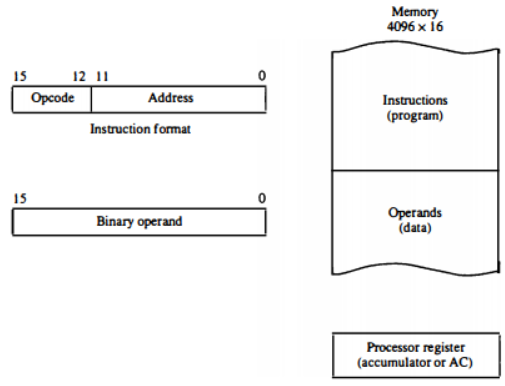 Memory
4096 × 16
15 12 11 0
Opcode Address
Instruction format
Instructions
(program)
15 0
Binary operand
Operands
(data)
Processor register
(accumulator or AC)